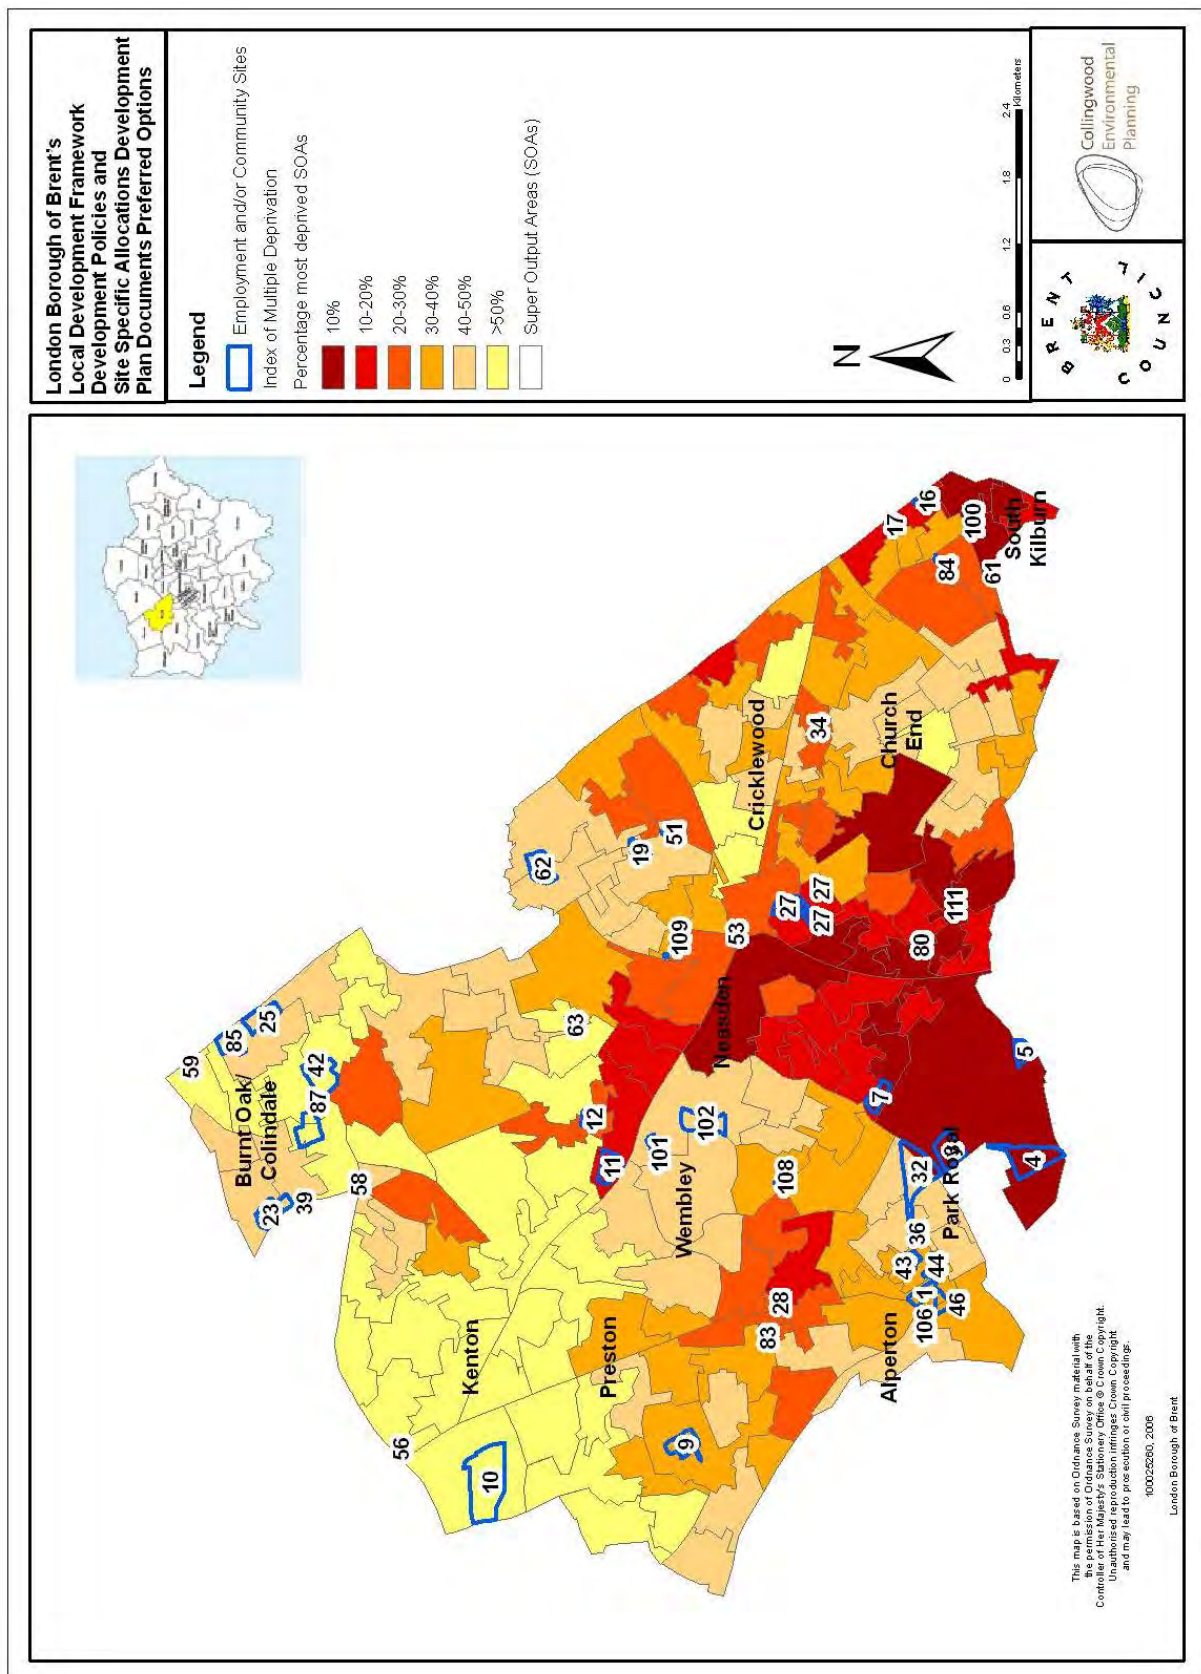 London Borough of Brent's
Local Development Framework
Development Policies and
Site Specific Allocations Development
Plan Documents Preferred Options
Legend
Employment and/or Community Sites
Index of Multiple Deprivation
Percentage most deprived SOAs
10%
10-20%
20-30%
30-40%
40-50%
>50%
Super Output Areas (SOAs)
N
0 0.3 0.6 1.2 1.8 2.4
Kilometers
BRENT
COUNCIL
Collingwood
Environmental
Planning
59
85
25
Burnt Oak/
Colindale
42
87
23
39
58
56
Kenton
10
62
19
51
63
109
12
11
101
102
Wembley
Preston
9
53
Neasden
27
27
27
Cricklewood
34
Church
End
17
16
84
100
61
South
Kilburn
108
28
83
7
80
111
5
32
3
Park Royal
4
36
43
44
1
106
46
Alperton
This map is based on Ordnance Survey material with
the permission of Ordnance Survey on behalf of the
Controller of Her Majesty's Stationery Office © Crown Copyright.
Unauthorised reproduction infringes Crown Copyright
and may lead to prosecution or civil proceedings.
100025260, 2006
London Borough of Brent